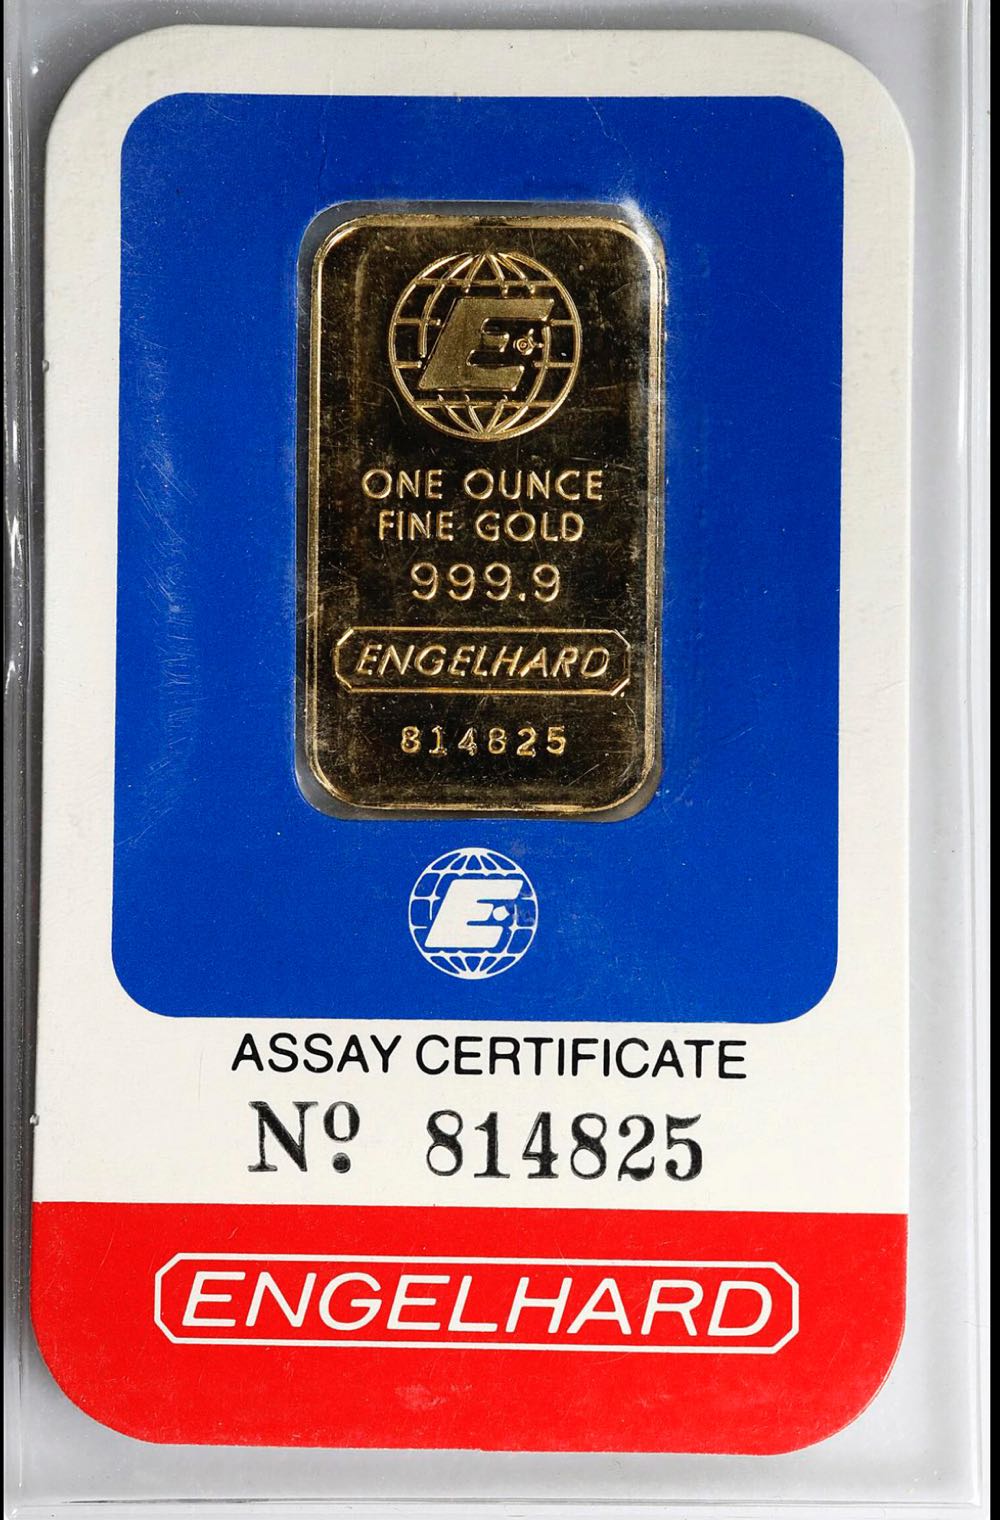 E
ONE OUNCE
FINE GOLD
999.9
ENGELHARD
814825
E
ASSAY CERTIFICATE
Nº 814825
ENGELHARD